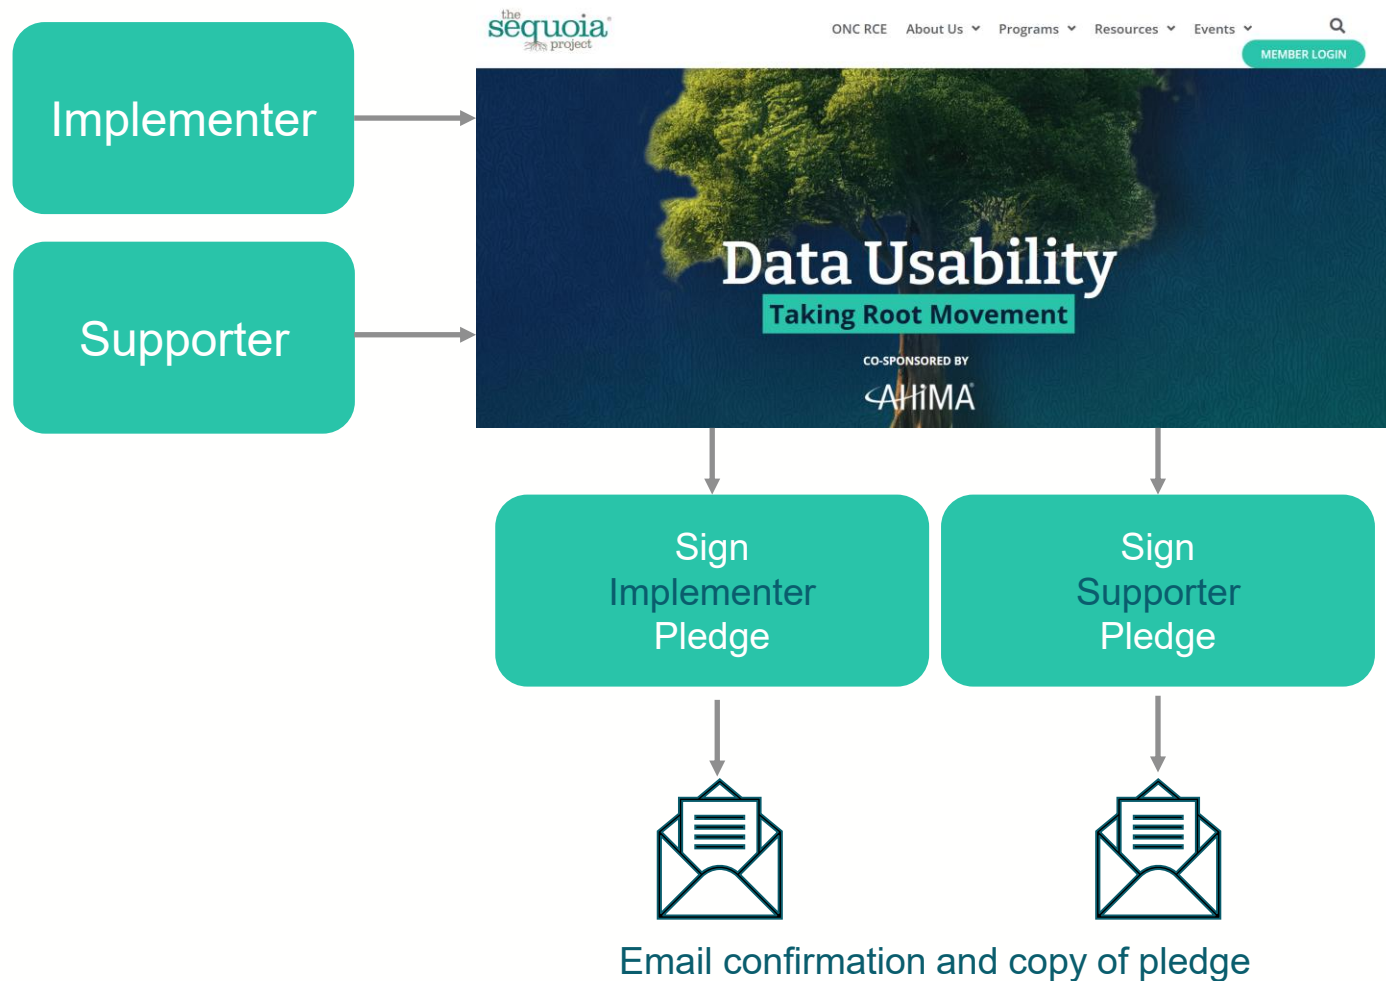 Implementer
Supporter
the
sequoia®
project
ONC RCE About Us Programs Resources Events
MEMBER LOGIN
Data Usability
Taking Root Movement
CO-SPONSORED BY
AHiMA
Sign
Implementer
Pledge
Sign
Supporter
Pledge
Email confirmation and copy of pledge